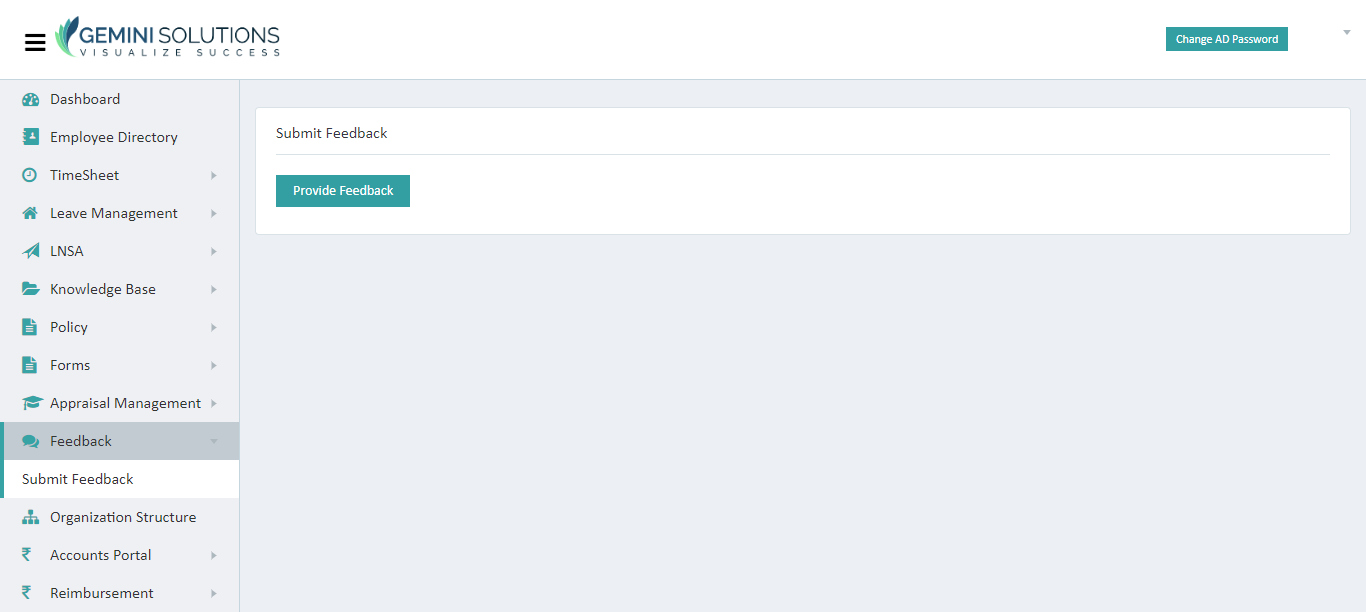 GEMINI SOLUTIONS
VISUALIZE SUCCESS
Change AD Password
Dashboard
Employee Directory
TimeSheet
Leave Management
LNSA
Knowledge Base
Policy
Forms
Appraisal Management
Feedback
Submit Feedback
Organization Structure
₹ Accounts Portal
₹ Reimbursement
Submit Feedback
Provide Feedback